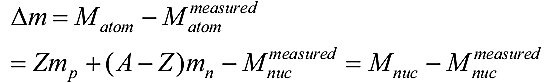 Δm = M_atom − M_atom^measured
= Zm_p + (A − Z)m_n − M_nuc^measured = M_nuc − M_nuc^measured